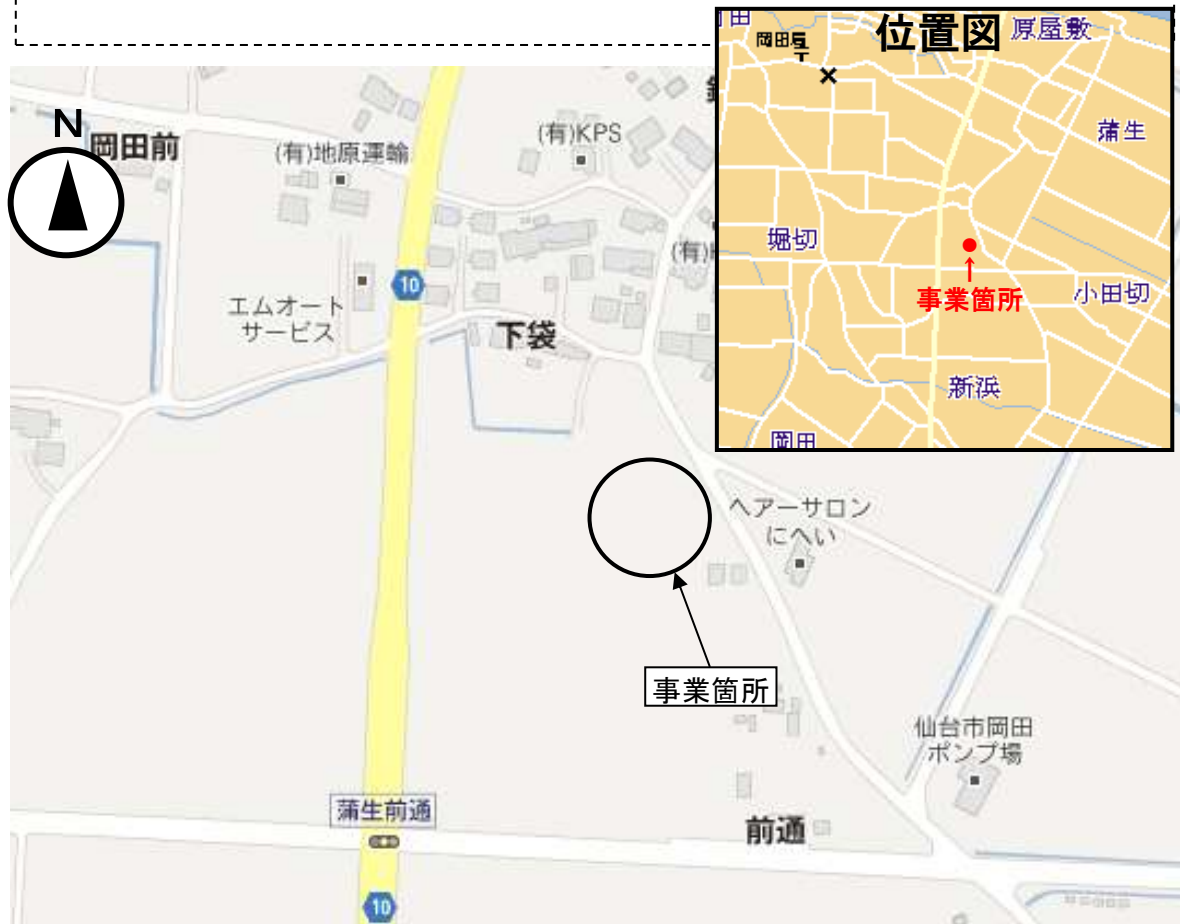 位置図
原屋敷
田
岡田局
〒
蒲生
堀切
事業箇所
小田切
新浜
岡田
N
岡田前
(有)地原運輸
(有)KPS
(有)
10
エムオート
サービス
下袋
ヘアーサロン
にへい
事業箇所
仙台市岡田
ポンプ場
蒲生前通
前通
10